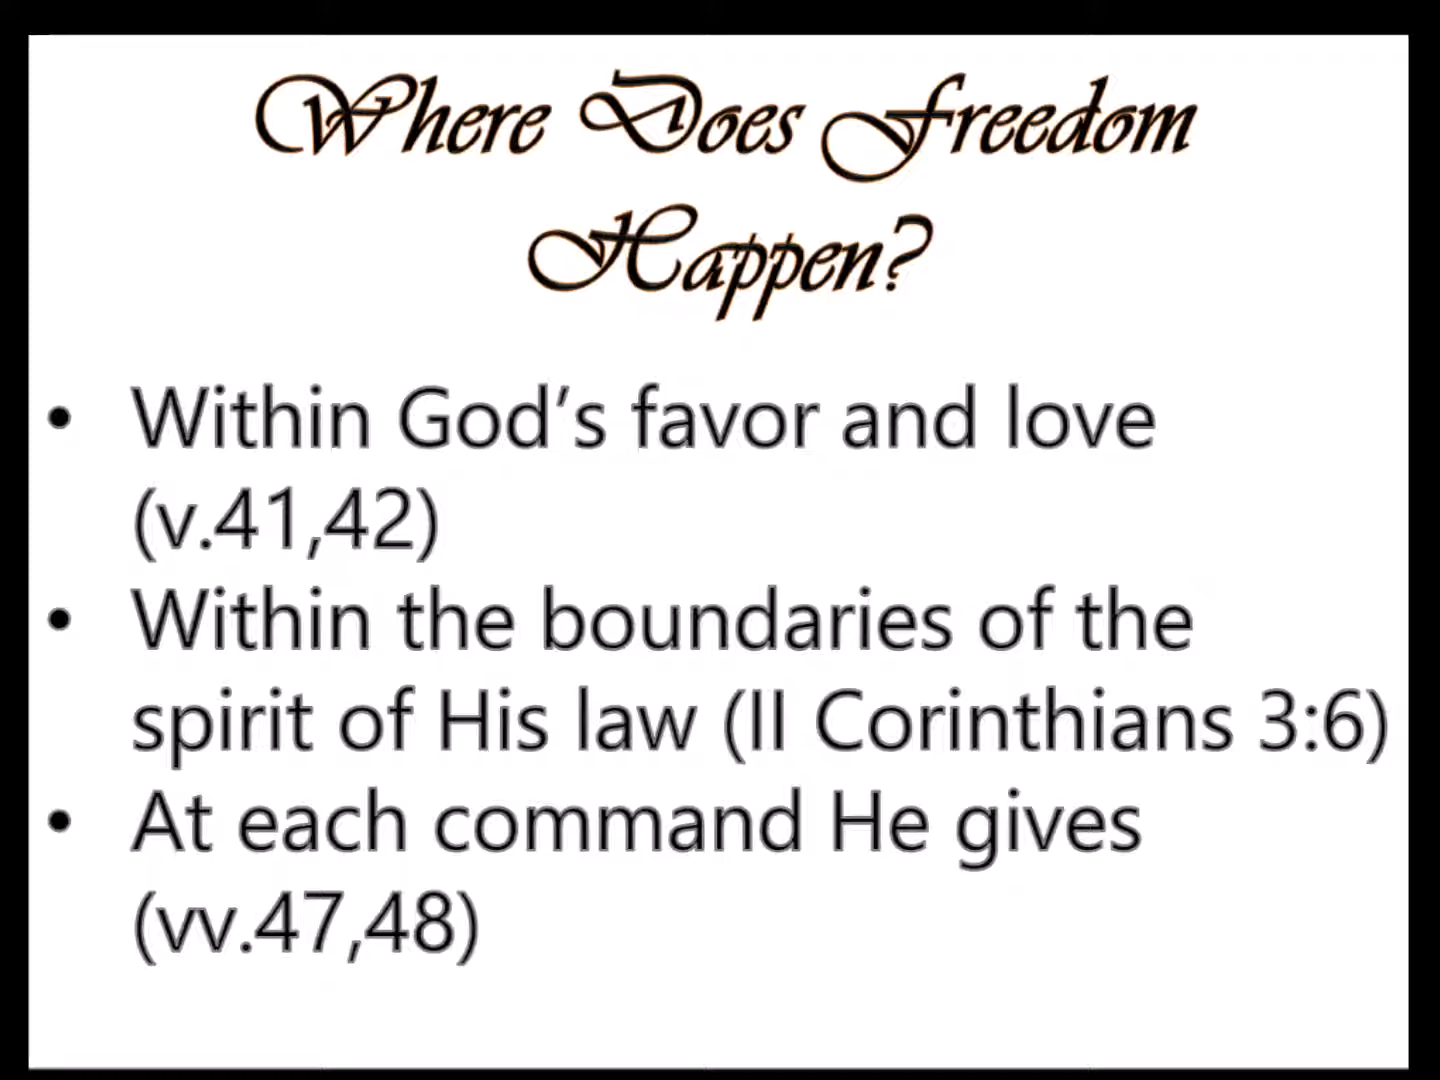 Where Does Freedom
Happen?
• Within God’s favor and love
(v.41,42)
• Within the boundaries of the
spirit of His law (II Corinthians 3:6)
• At each command He gives
(vv.47,48)